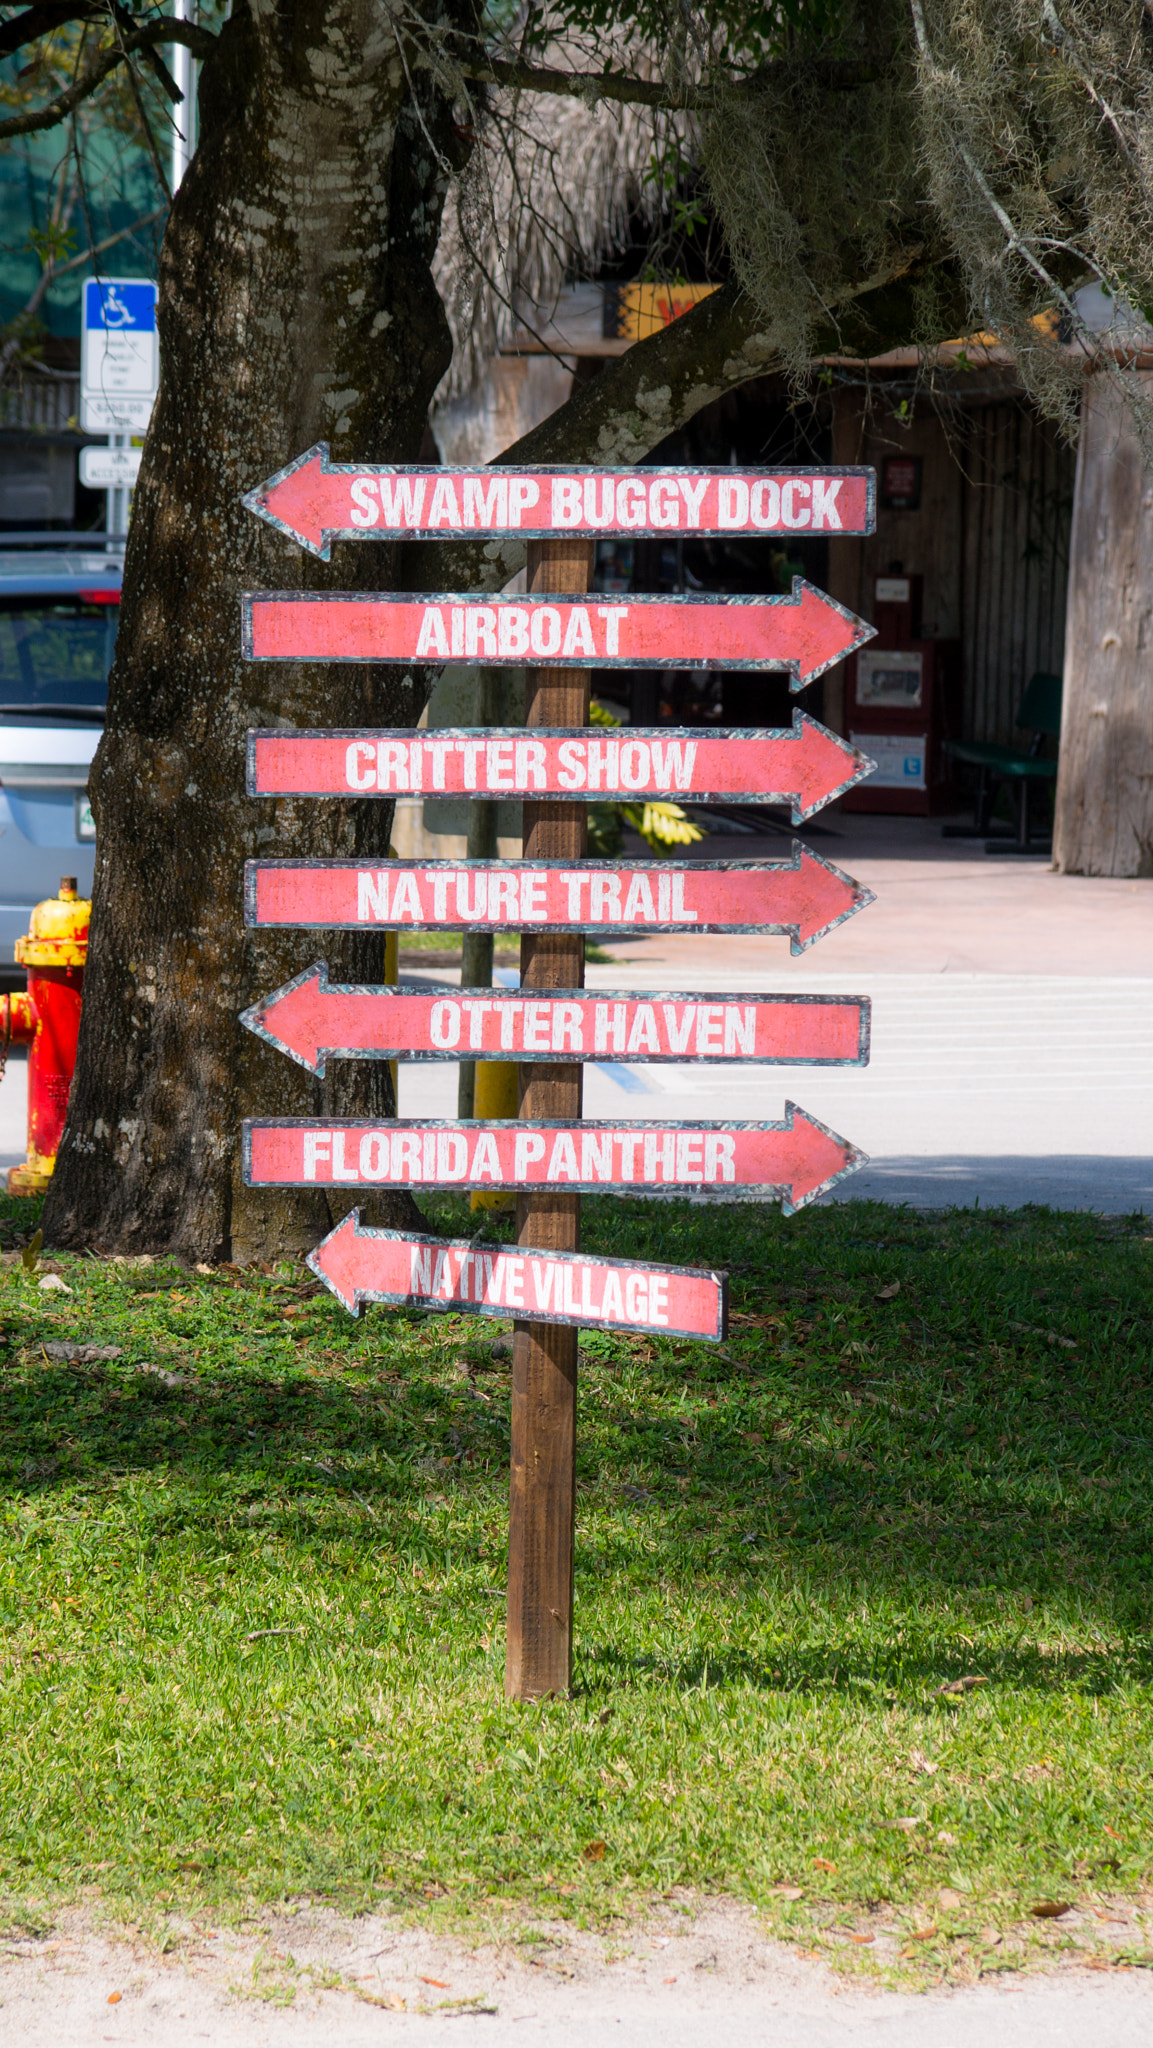 SWAMP BUGGY DOCK
AIRBOAT
CRITTER SHOW
NATURE TRAIL
OTTER HAVEN
FLORIDA PANTHER
NATIVE VILLAGE